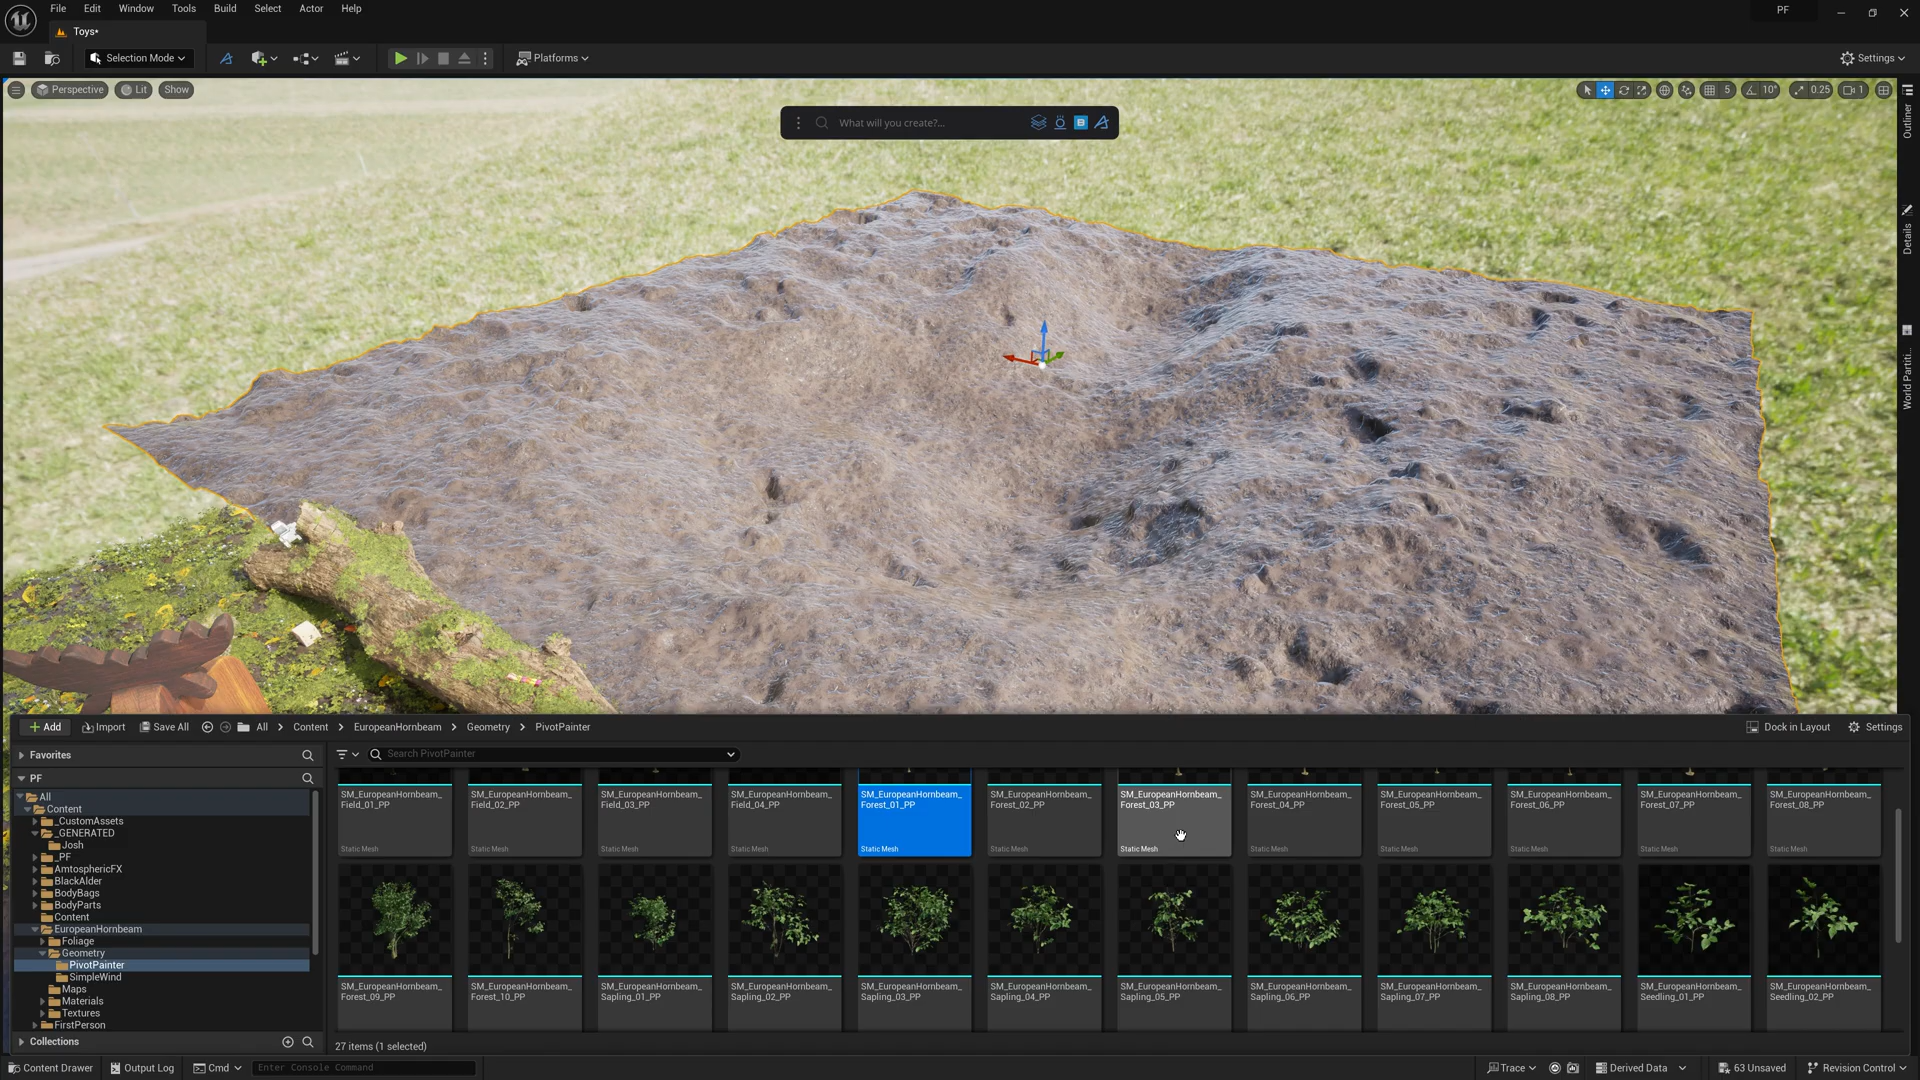 File Edit Window Tools Build Select Actor Help
PF
Toys*
Selection Mode
Platforms
Settings
Perspective Lit Show
5 10° 0.25 1
What will you create?...
Outliner
Details
World Partiti...
Add Import Save All All Content EuropeanHornbeam Geometry PivotPainter Dock in Layout Settings
Favorites
Search PivotPainter
PF
All
Content
_CustomAssets
_GENERATED
Josh
_PF
AmtosphericFX
BlackAlder
BodyBags
BodyParts
Content
EuropeanHornbeam
Foliage
Geometry
PivotPainter
SimpleWind
Maps
Materials
Textures
FirstPerson
Collections
SM_EuropeanHornbeam_
Field_01_PP
Static Mesh
SM_EuropeanHornbeam_
Field_02_PP
Static Mesh
SM_EuropeanHornbeam_
Field_03_PP
Static Mesh
SM_EuropeanHornbeam_
Field_04_PP
Static Mesh
SM_EuropeanHornbeam_
Forest_01_PP
Static Mesh
SM_EuropeanHornbeam_
Forest_02_PP
Static Mesh
SM_EuropeanHornbeam_
Forest_03_PP
Static Mesh
SM_EuropeanHornbeam_
Forest_04_PP
Static Mesh
SM_EuropeanHornbeam_
Forest_05_PP
Static Mesh
SM_EuropeanHornbeam_
Forest_06_PP
Static Mesh
SM_EuropeanHornbeam_
Forest_07_PP
Static Mesh
SM_EuropeanHornbeam_
Forest_08_PP
Static Mesh
SM_EuropeanHornbeam_
Forest_09_PP
SM_EuropeanHornbeam_
Forest_10_PP
SM_EuropeanHornbeam_
Sapling_01_PP
SM_EuropeanHornbeam_
Sapling_02_PP
SM_EuropeanHornbeam_
Sapling_03_PP
SM_EuropeanHornbeam_
Sapling_04_PP
SM_EuropeanHornbeam_
Sapling_05_PP
SM_EuropeanHornbeam_
Sapling_06_PP
SM_EuropeanHornbeam_
Sapling_07_PP
SM_EuropeanHornbeam_
Sapling_08_PP
SM_EuropeanHornbeam_
Seedling_01_PP
SM_EuropeanHornbeam_
Seedling_02_PP
27 items (1 selected)
Content Drawer Output Log Cmd Enter Console Command Trace Derived Data 63 Unsaved Revision Control